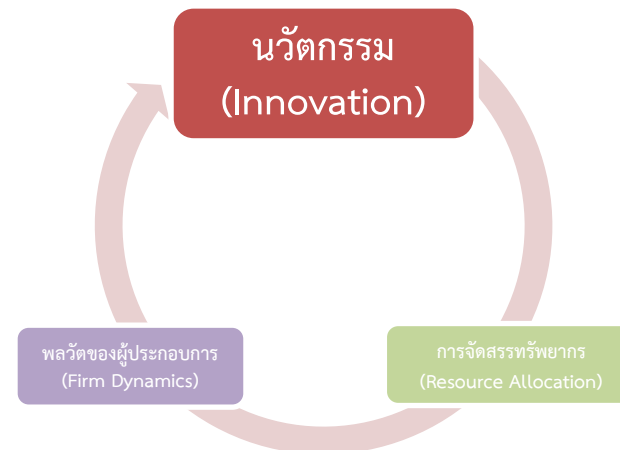 นวัตกรรม
(Innovation)
พลวัตของผู้ประกอบการ
(Firm Dynamics)
การจัดสรรทรัพยากร
(Resource Allocation)